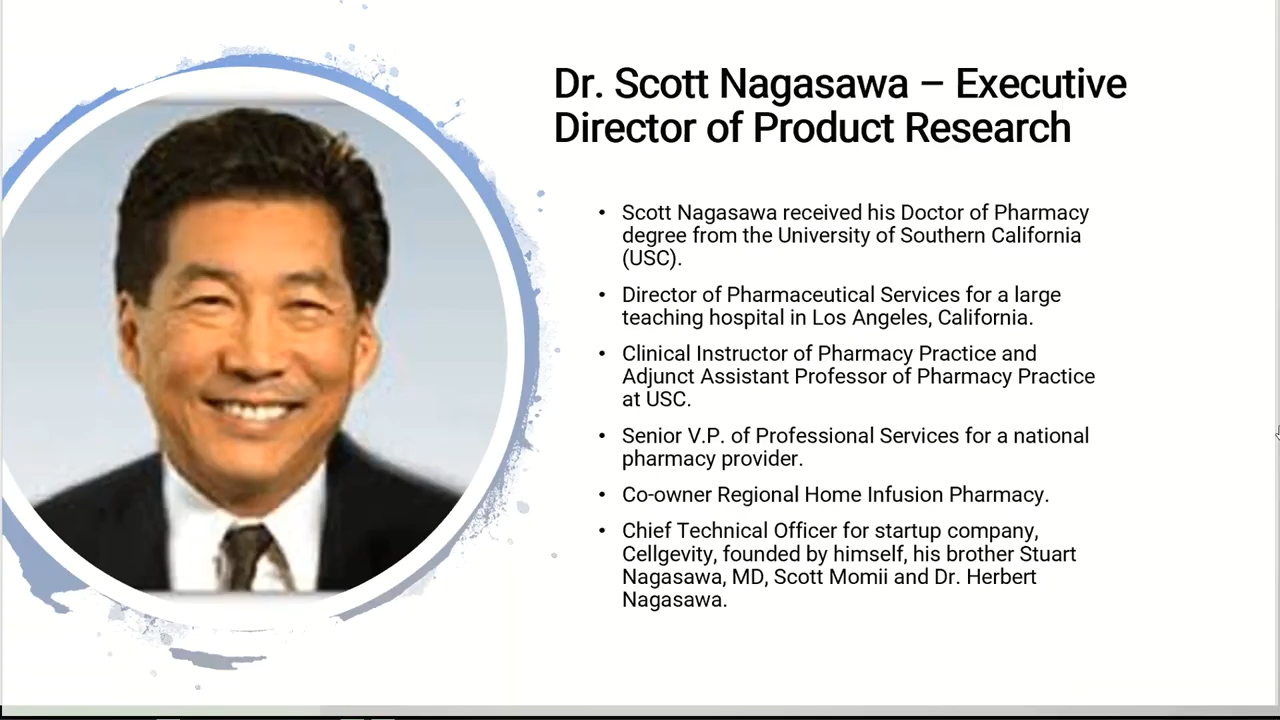 Dr. Scott Nagasawa – Executive
Director of Product Research
• Scott Nagasawa received his Doctor of Pharmacy
degree from the University of Southern California
(USC).
• Director of Pharmaceutical Services for a large
teaching hospital in Los Angeles, California.
• Clinical Instructor of Pharmacy Practice and
Adjunct Assistant Professor of Pharmacy Practice
at USC.
• Senior V.P. of Professional Services for a national
pharmacy provider.
• Co-owner Regional Home Infusion Pharmacy.
• Chief Technical Officer for startup company,
Cellgevity, founded by himself, his brother Stuart
Nagasawa, MD, Scott Momii and Dr. Herbert
Nagasawa.